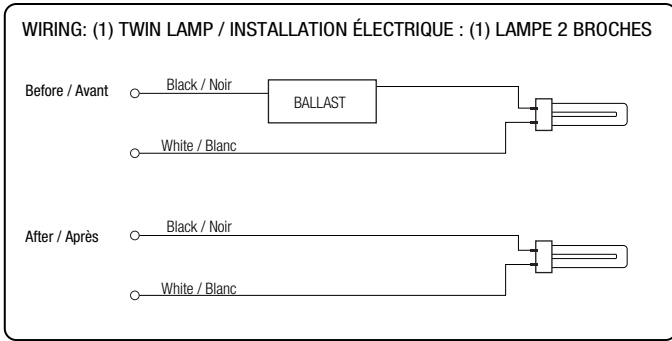 WIRING: (1) TWIN LAMP / INSTALLATION ÉLECTRIQUE : (1) LAMPE 2 BROCHES
Before / Avant
Black / Noir
BALLAST
White / Blanc
After / Après
Black / Noir
White / Blanc